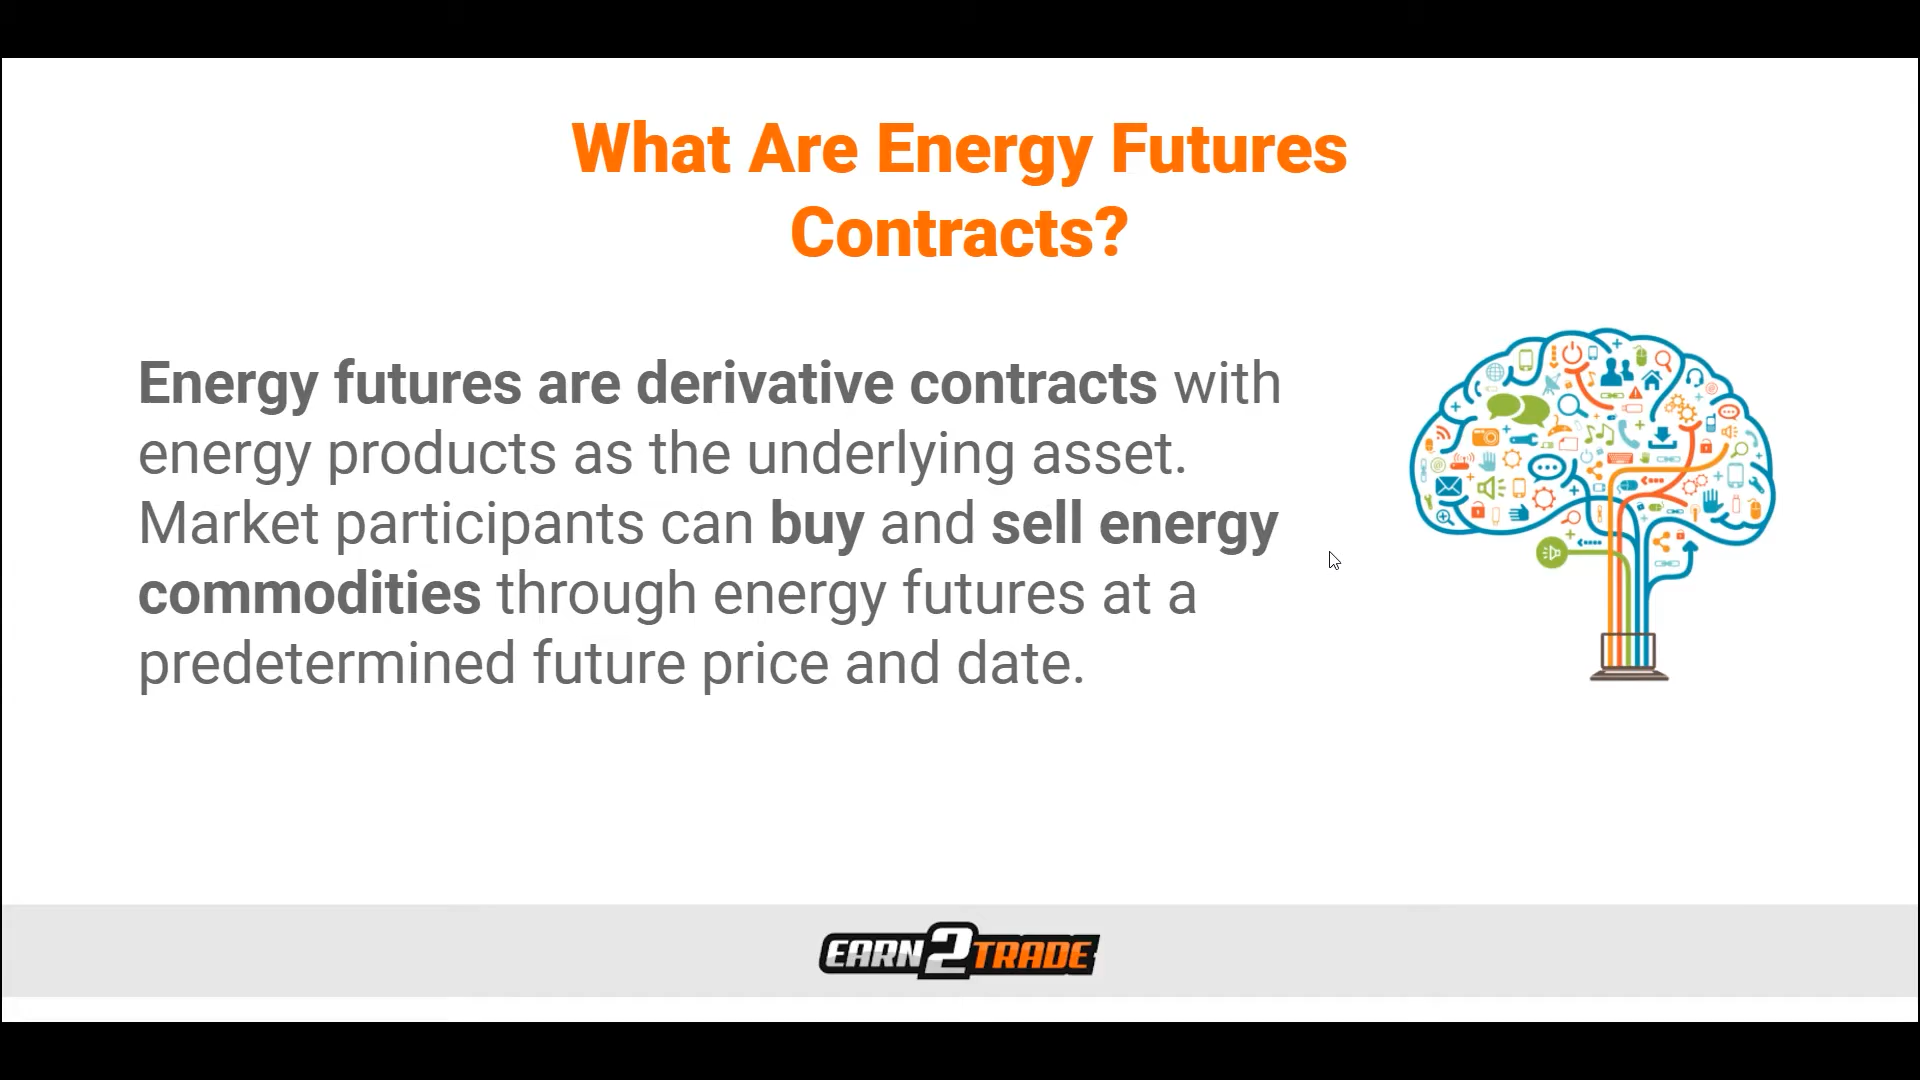 What Are Energy Futures
Contracts?
Energy futures are derivative contracts with
energy products as the underlying asset.
Market participants can buy and sell energy
commodities through energy futures at a
predetermined future price and date.
EARN2TRADE